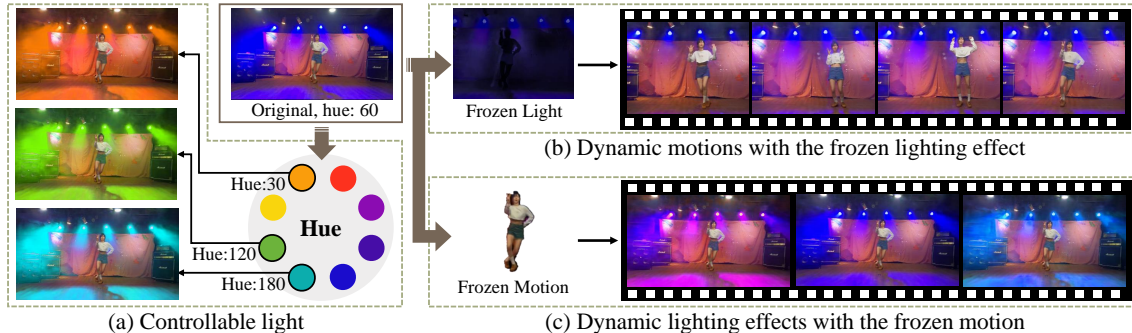 Original, hue: 60
Hue:30
Hue
Hue:120
Hue:180
(a) Controllable light
Frozen Light
(b) Dynamic motions with the frozen lighting effect
Frozen Motion
(c) Dynamic lighting effects with the frozen motion